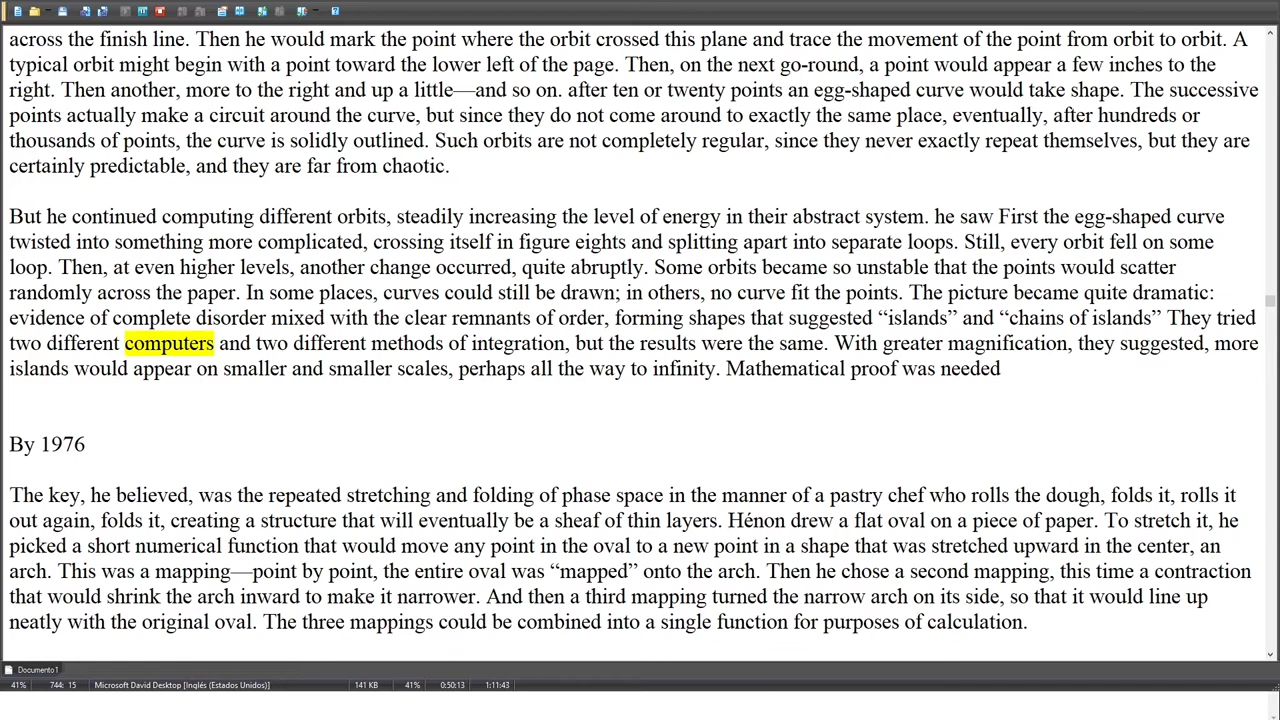 across the finish line. Then he would mark the point where the orbit crossed this plane and trace the movement of the point from orbit to orbit. A
typical orbit might begin with a point toward the lower left of the page. Then, on the next go-round, a point would appear a few inches to the
right. Then another, more to the right and up a little—and so on. after ten or twenty points an egg-shaped curve would take shape. The successive
points actually make a circuit around the curve, but since they do not come around to exactly the same place, eventually, after hundreds or
thousands of points, the curve is solidly outlined. Such orbits are not completely regular, since they never exactly repeat themselves, but they are
certainly predictable, and they are far from chaotic.
But he continued computing different orbits, steadily increasing the level of energy in their abstract system. he saw First the egg-shaped curve
twisted into something more complicated, crossing itself in figure eights and splitting apart into separate loops. Still, every orbit fell on some
loop. Then, at even higher levels, another change occurred, quite abruptly. Some orbits became so unstable that the points would scatter
randomly across the paper. In some places, curves could still be drawn; in others, no curve fit the points. The picture became quite dramatic:
evidence of complete disorder mixed with the clear remnants of order, forming shapes that suggested “islands” and “chains of islands” They tried
two different computers and two different methods of integration, but the results were the same. With greater magnification, they suggested, more
islands would appear on smaller and smaller scales, perhaps all the way to infinity. Mathematical proof was needed
By 1976
The key, he believed, was the repeated stretching and folding of phase space in the manner of a pastry chef who rolls the dough, folds it, rolls it
out again, folds it, creating a structure that will eventually be a sheaf of thin layers. Hénon drew a flat oval on a piece of paper. To stretch it, he
picked a short numerical function that would move any point in the oval to a new point in a shape that was stretched upward in the center, an
arch. This was a mapping—point by point, the entire oval was “mapped” onto the arch. Then he chose a second mapping, this time a contraction
that would shrink the arch inward to make it narrower. And then a third mapping turned the narrow arch on its side, so that it would line up
neatly with the original oval. The three mappings could be combined into a single function for purposes of calculation.
Documento1
41% 744: 15 Microsoft David Desktop [Inglés (Estados Unidos)] 141 KB 41% 0:50:13 1:11:43